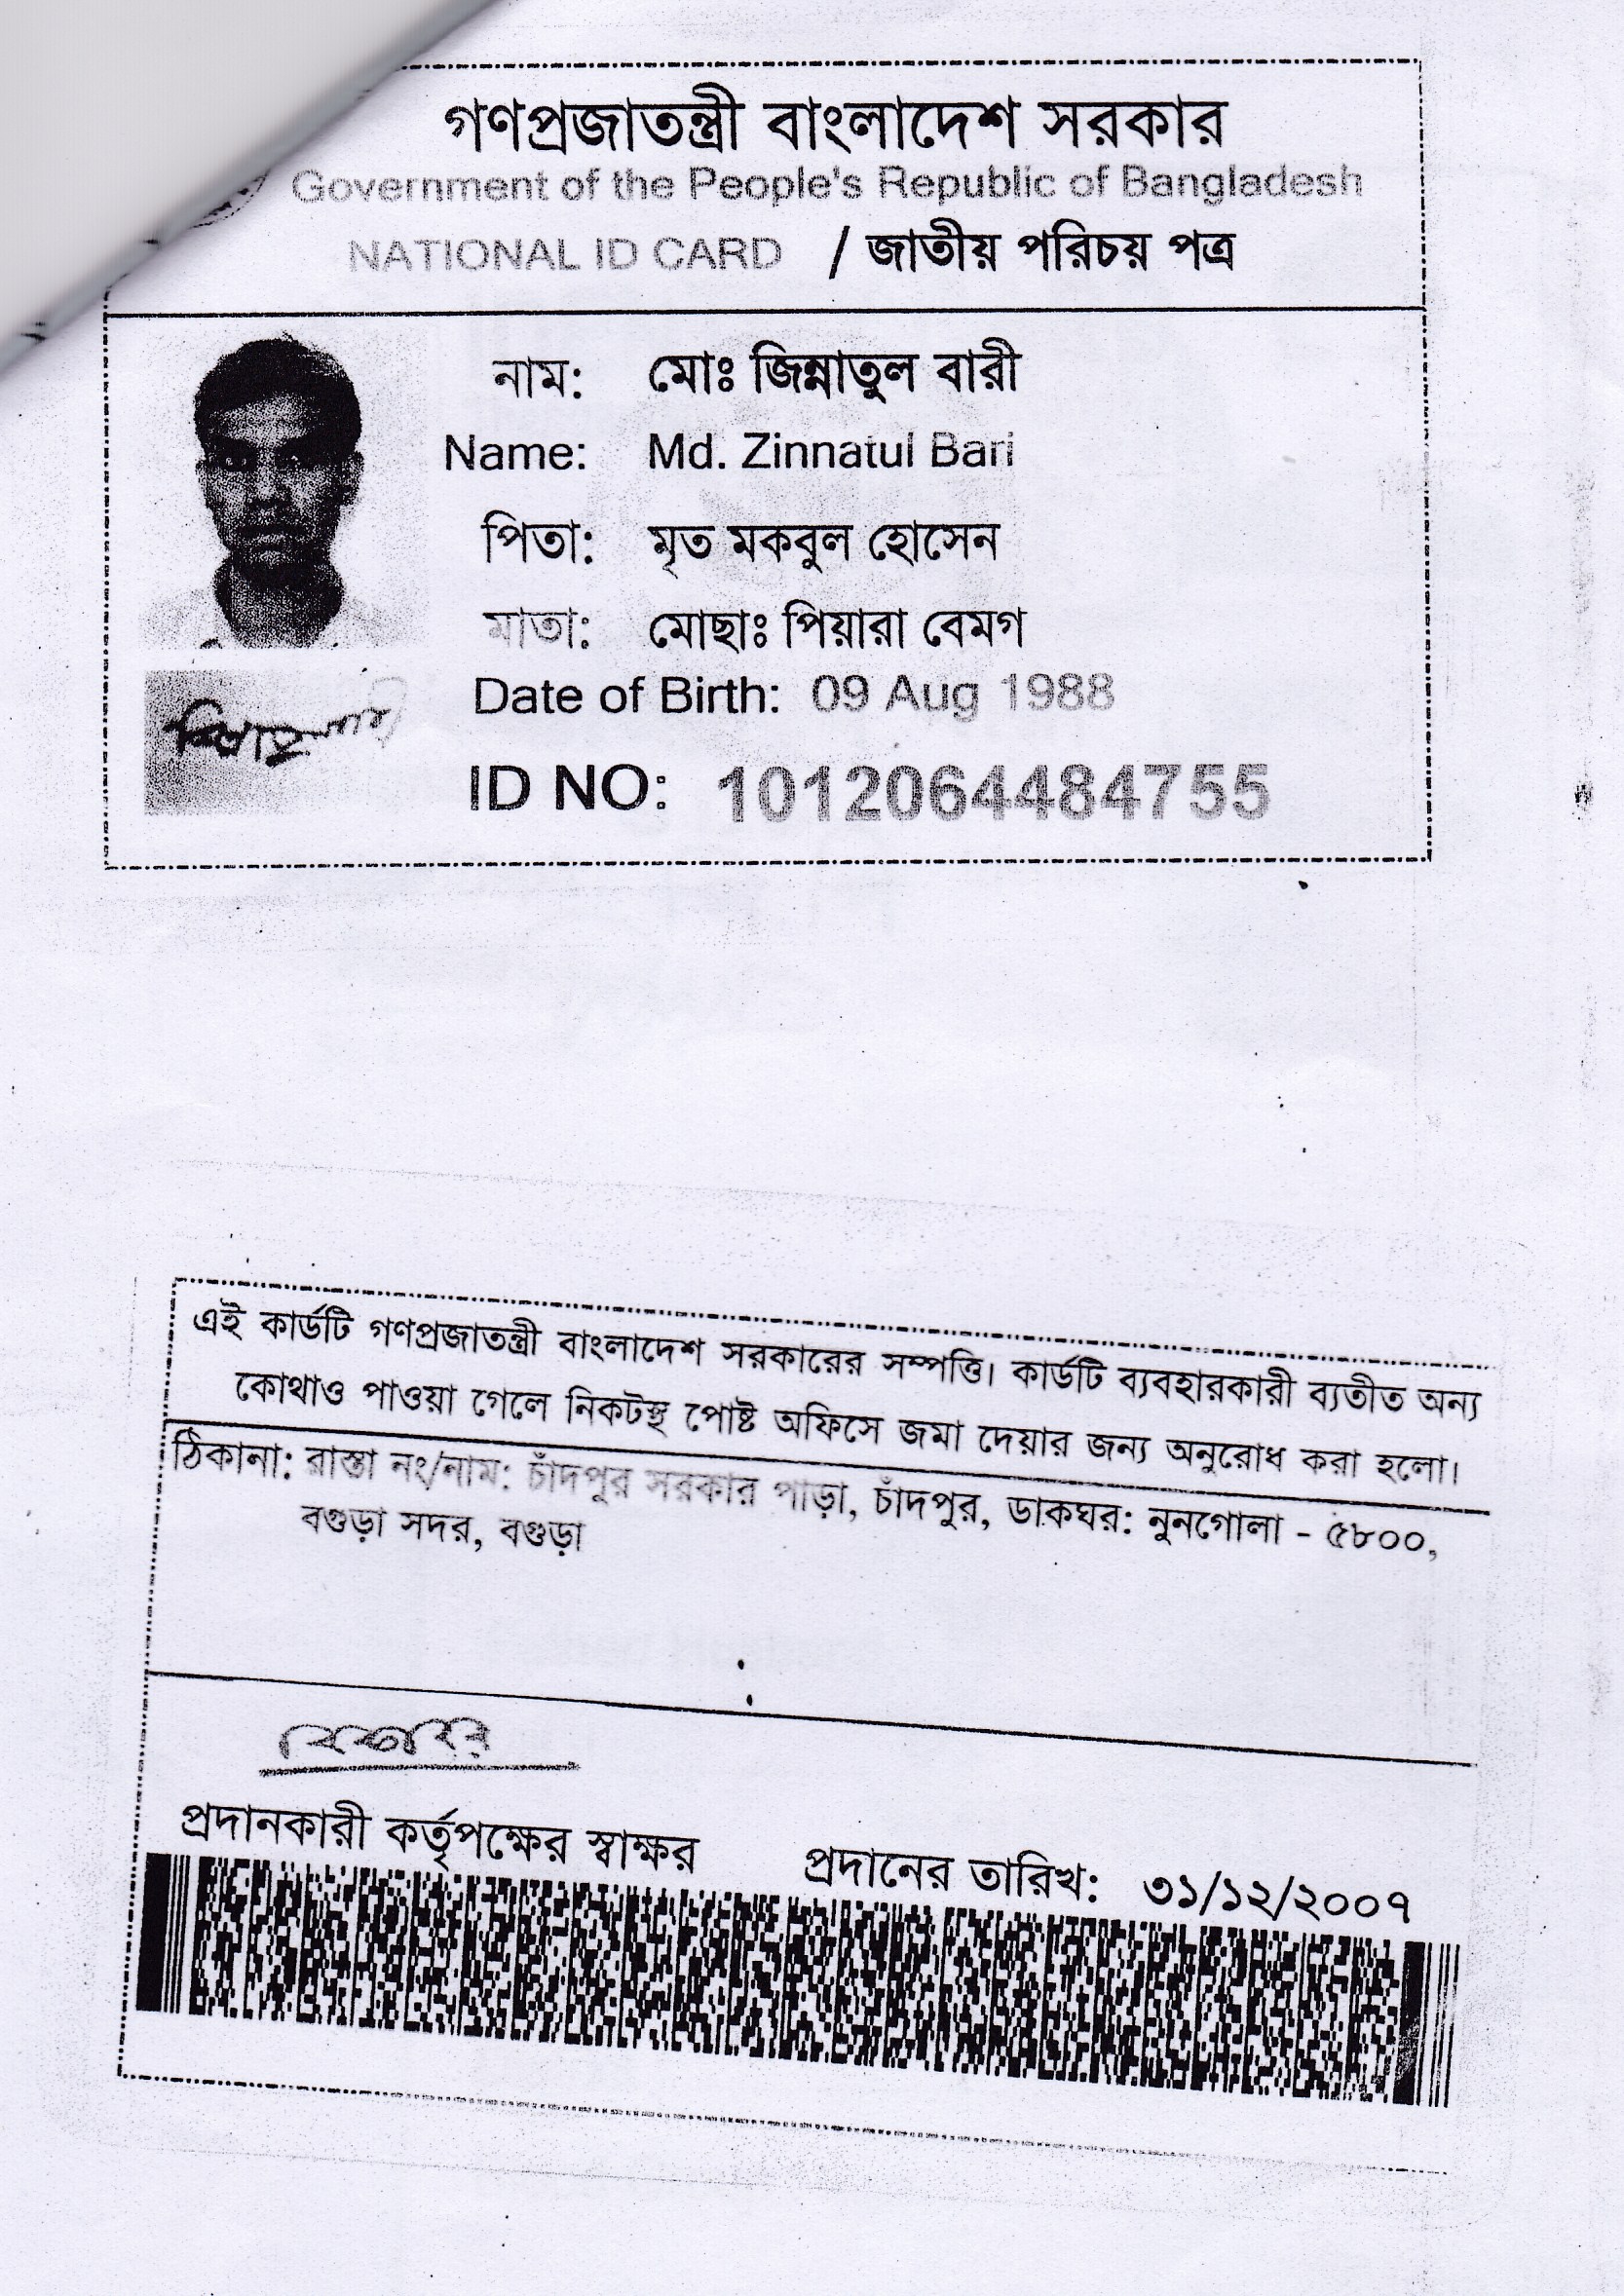 গণপ্রজাতন্ত্রী বাংলাদেশ সরকার
Government of the People's Republic of Bangladesh
NATIONAL ID CARD / জাতীয় পরিচয় পত্র
নাম: মোঃ জিন্নাতুল বারী
Name: Md. Zinnatul Bari
পিতা: মৃত মকবুল হোসেন
মাতা: মোছাঃ পিয়ারা বেমগ
Date of Birth: 09 Aug 1988
ID NO: 1012064484755
এই কার্ডটি গণপ্রজাতন্ত্রী বাংলাদেশ সরকারের সম্পত্তি। কার্ডটি ব্যবহারকারী ব্যতীত অন্য
কোথাও পাওয়া গেলে নিকটস্থ পোষ্ট অফিসে জমা দেয়ার জন্য অনুরোধ করা হলো।
ঠিকানা: রাস্তা নং/নাম: চাঁদপুর সরকার পাড়া, চাঁদপুর, ডাকঘর: নুনগোলা - ৫৮০০,
বগুড়া সদর, বগুড়া
প্রদানকারী কর্তৃপক্ষের স্বাক্ষর প্রদানের তারিখ: ৩১/১২/২০০৭